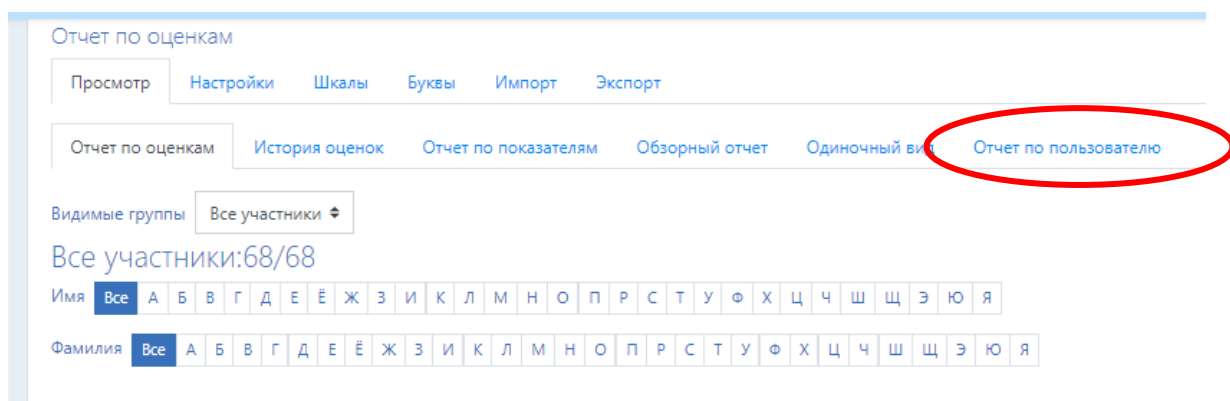 Отчет по оценкам
Просмотр Настройки Шкалы Буквы Импорт Экспорт
Отчет по оценкам История оценок Отчет по показателям Обзорный отчет Одиночный вид Отчет по пользователю
Видимые группы Все участники
Все участники:68/68
Имя Все А Б В Г Д Е Ё Ж З И К Л М Н О П Р С Т У Ф Х Ц Ч Ш Щ Э Ю Я
Фамилия Все А Б В Г Д Е Ё Ж З И К Л М Н О П Р С Т У Ф Х Ц Ч Ш Щ Э Ю Я